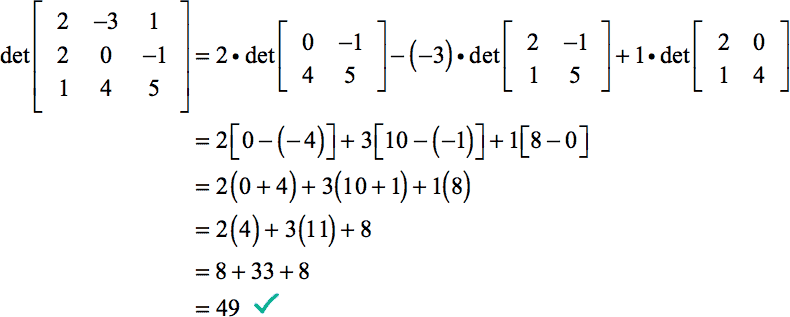 det[ 2 −3 1 ; 2 0 −1 ; 1 4 5 ] = 2•det[ 0 −1 ; 4 5 ] −(−3)•det[ 2 −1 ; 1 5 ] + 1•det[ 2 0 ; 1 4 ]
= 2[0−(−4)] + 3[10−(−1)] + 1[8−0]
= 2(0+4) + 3(10+1) + 1(8)
= 2(4) + 3(11) + 8
= 8 + 33 + 8
= 49 ✓